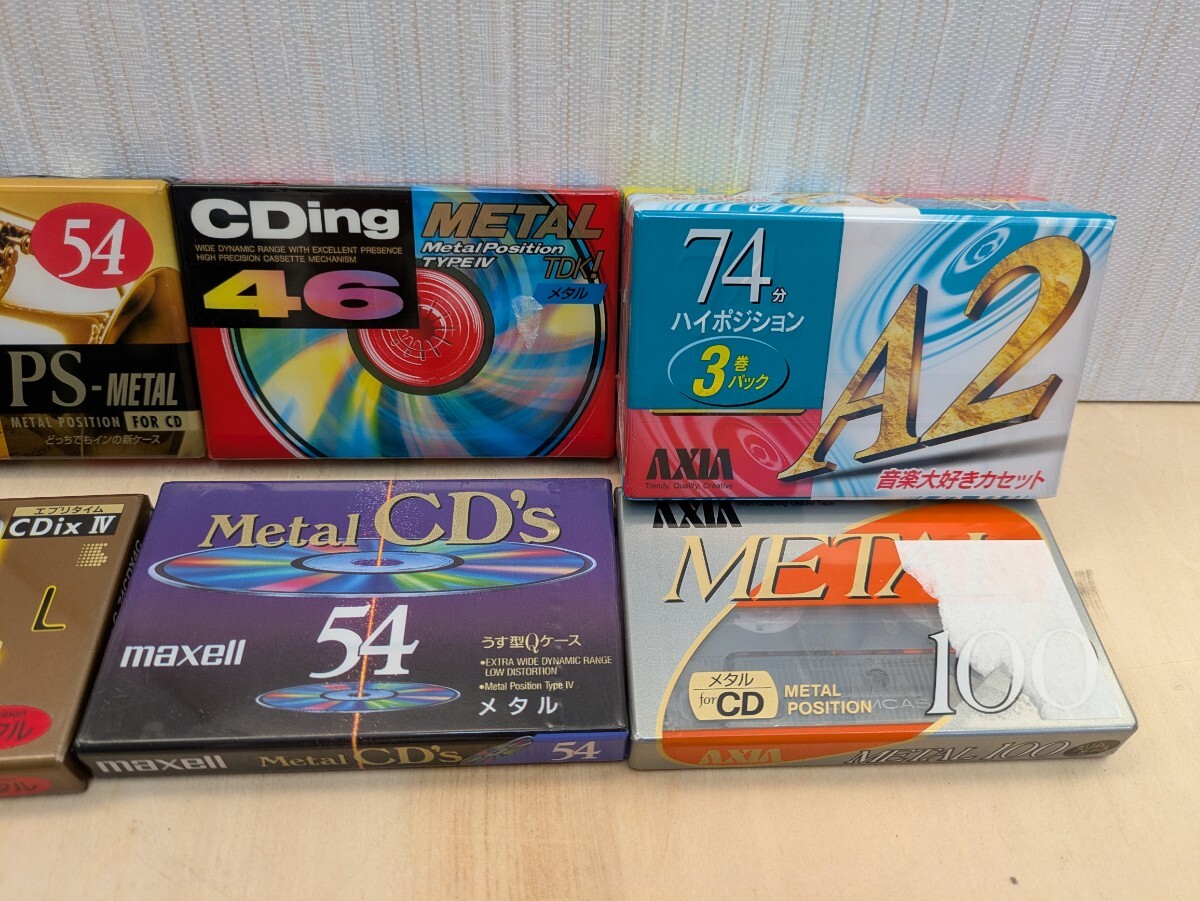 54
PS-METAL
METAL POSITION FOR CD
どっちでもインの新ケース
CDing
WIDE DYNAMIC RANGE WITH EXCELLENT PRESENCE
HIGH PRECISION CASSETTE MECHANISM
46
METAL
Metal Position
TYPE IV
TDK!
メタル
74分
ハイポジション
3巻
パック
A2
AXIA
Trendy, Quality, Creative
音楽大好きカセット
エブリタイム
CDix IV
L
タル
タル
Metal CD's
maxell
54
うす型Qケース
•EXTRA WIDE DYNAMIC RANGE
LOW DISTORTION
•Metal Position Type IV
メタル
maxell Metal CD's 54
AXIA
METAL
100
メタル
for CD
METAL
POSITION
AXIA METAL 100